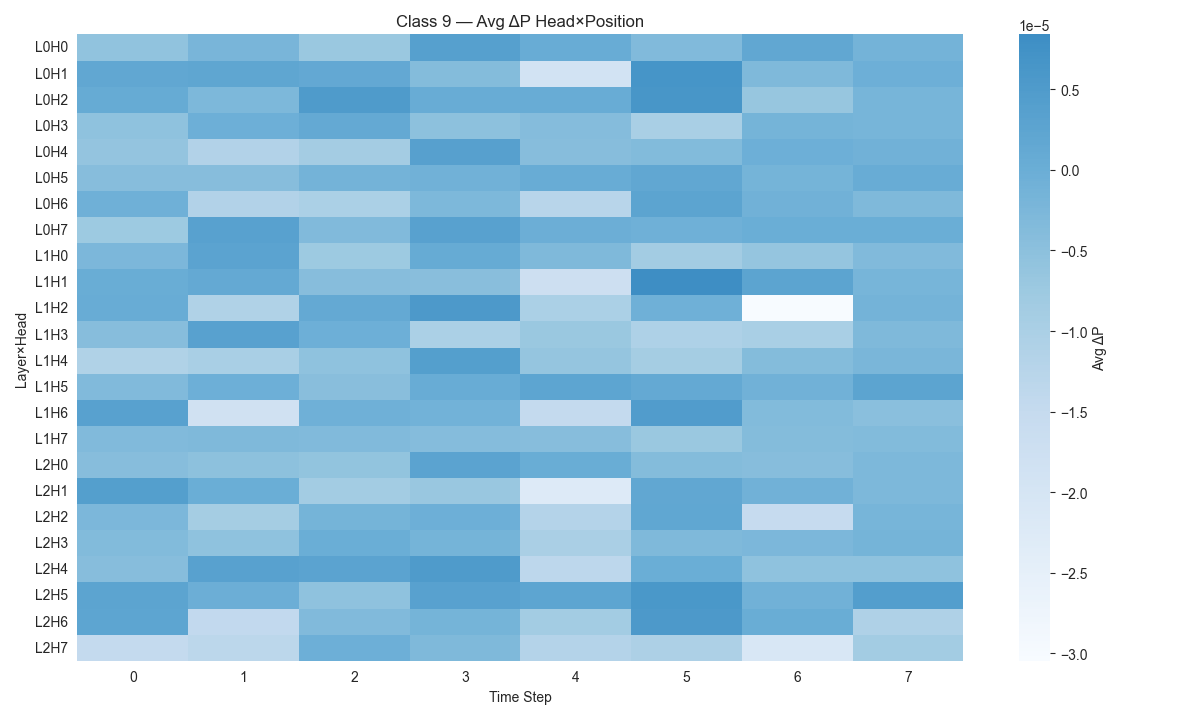 Class 9 — Avg ΔP Head×Position
1e−5
L0H0
L0H1
L0H2
L0H3
L0H4
L0H5
L0H6
L0H7
L1H0
L1H1
L1H2
L1H3
L1H4
L1H5
L1H6
L1H7
L2H0
L2H1
L2H2
L2H3
L2H4
L2H5
L2H6
L2H7
Layer×Head
0 1 2 3 4 5 6 7
Time Step
0.5
0.0
−0.5
−1.0
−1.5
−2.0
−2.5
−3.0
Avg ΔP